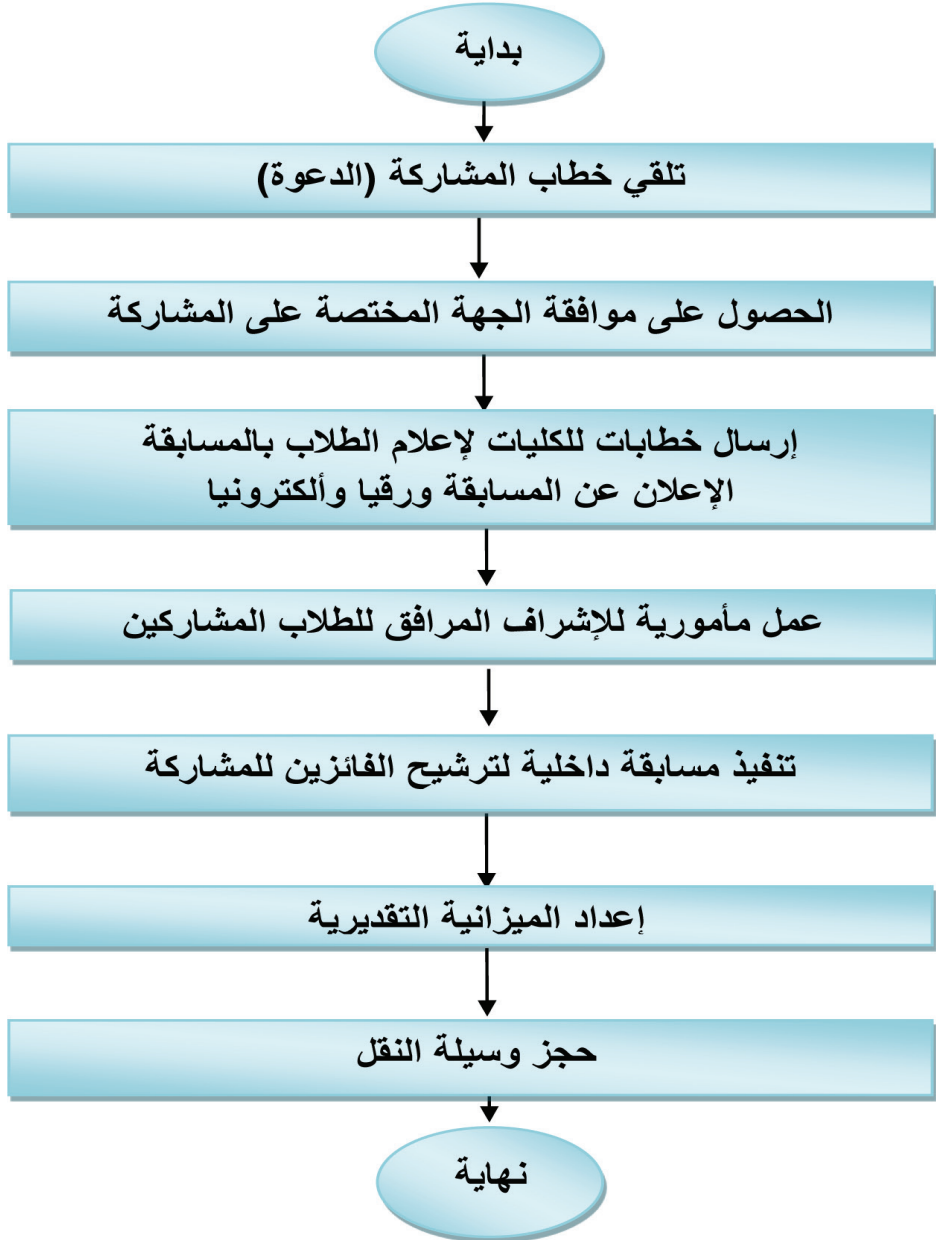 بداية
تلقي خطاب المشاركة (الدعوة)
الحصول على موافقة الجهة المختصة على المشاركة
إرسال خطابات للكليات لإعلام الطلاب بالمسابقة
الإعلان عن المسابقة ورقيا وألكترونيا
عمل مأمورية للإشراف المرافق للطلاب المشاركين
تنفيذ مسابقة داخلية لترشيح الفائزين للمشاركة
إعداد الميزانية التقديرية
حجز وسيلة النقل
نهاية